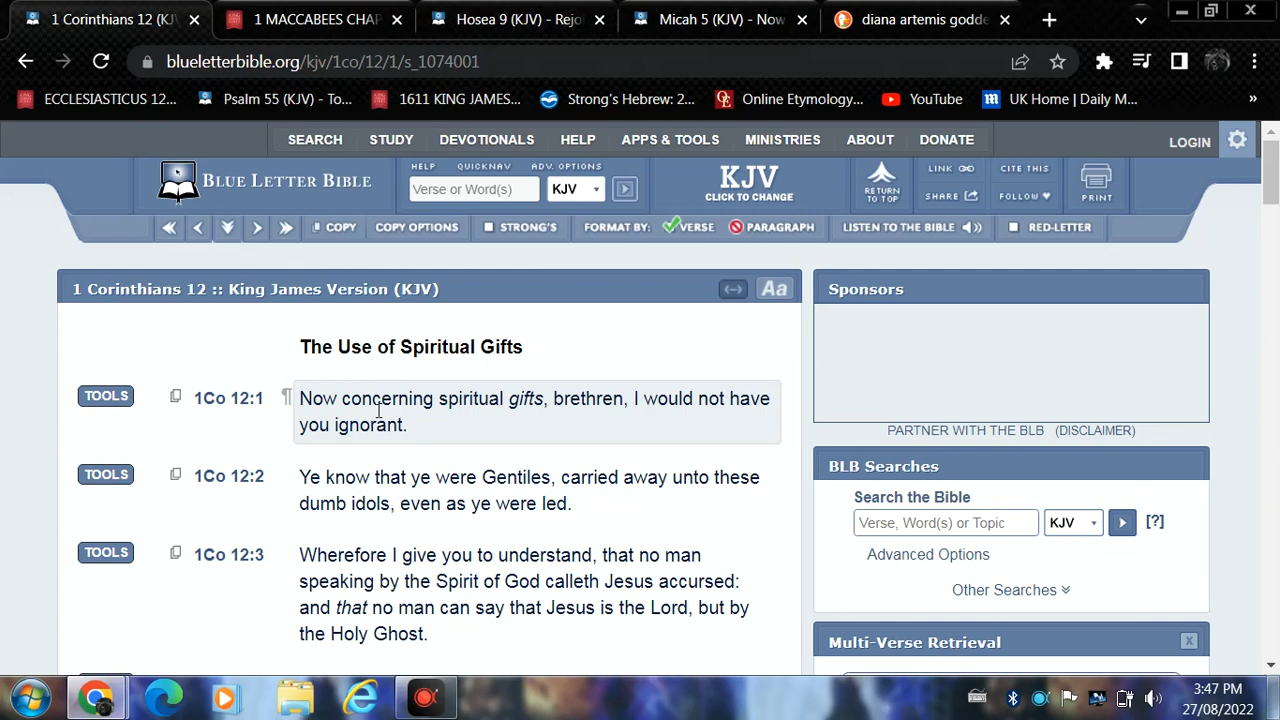 1 Corinthians 12 (KJV
1 MACCABEES CHAP
Hosea 9 (KJV) - Rejoi
Micah 5 (KJV) - Now
diana artemis godde
blueletterbible.org/kjv/1co/12/1/s_1074001
ECCLESIASTICUS 12...
Psalm 55 (KJV) - To...
1611 KING JAMES...
Strong's Hebrew: 2...
Online Etymology...
YouTube
UK Home | Daily M...
»
SEARCH STUDY DEVOTIONALS HELP APPS & TOOLS MINISTRIES ABOUT DONATE
LOGIN
BLUE LETTER BIBLE
HELP QUICKNAV ADV. OPTIONS
Verse or Word(s) KJV
KJV
CLICK TO CHANGE
RETURN
TO TOP
LINK
SHARE
CITE THIS
FOLLOW
PRINT
COPY COPY OPTIONS STRONG'S FORMAT BY: VERSE PARAGRAPH LISTEN TO THE BIBLE RED-LETTER
1 Corinthians 12 :: King James Version (KJV)
Aa
The Use of Spiritual Gifts
TOOLS 1Co 12:1 ¶ Now concerning spiritual gifts, brethren, I would not have
you ignorant.
TOOLS 1Co 12:2 Ye know that ye were Gentiles, carried away unto these
dumb idols, even as ye were led.
TOOLS 1Co 12:3 Wherefore I give you to understand, that no man
speaking by the Spirit of God calleth Jesus accursed:
and that no man can say that Jesus is the Lord, but by
the Holy Ghost.
Sponsors
PARTNER WITH THE BLB (DISCLAIMER)
BLB Searches
Search the Bible
Verse, Word(s) or Topic KJV [?]
Advanced Options
Other Searches
Multi-Verse Retrieval
x
3:47 PM
27/08/2022